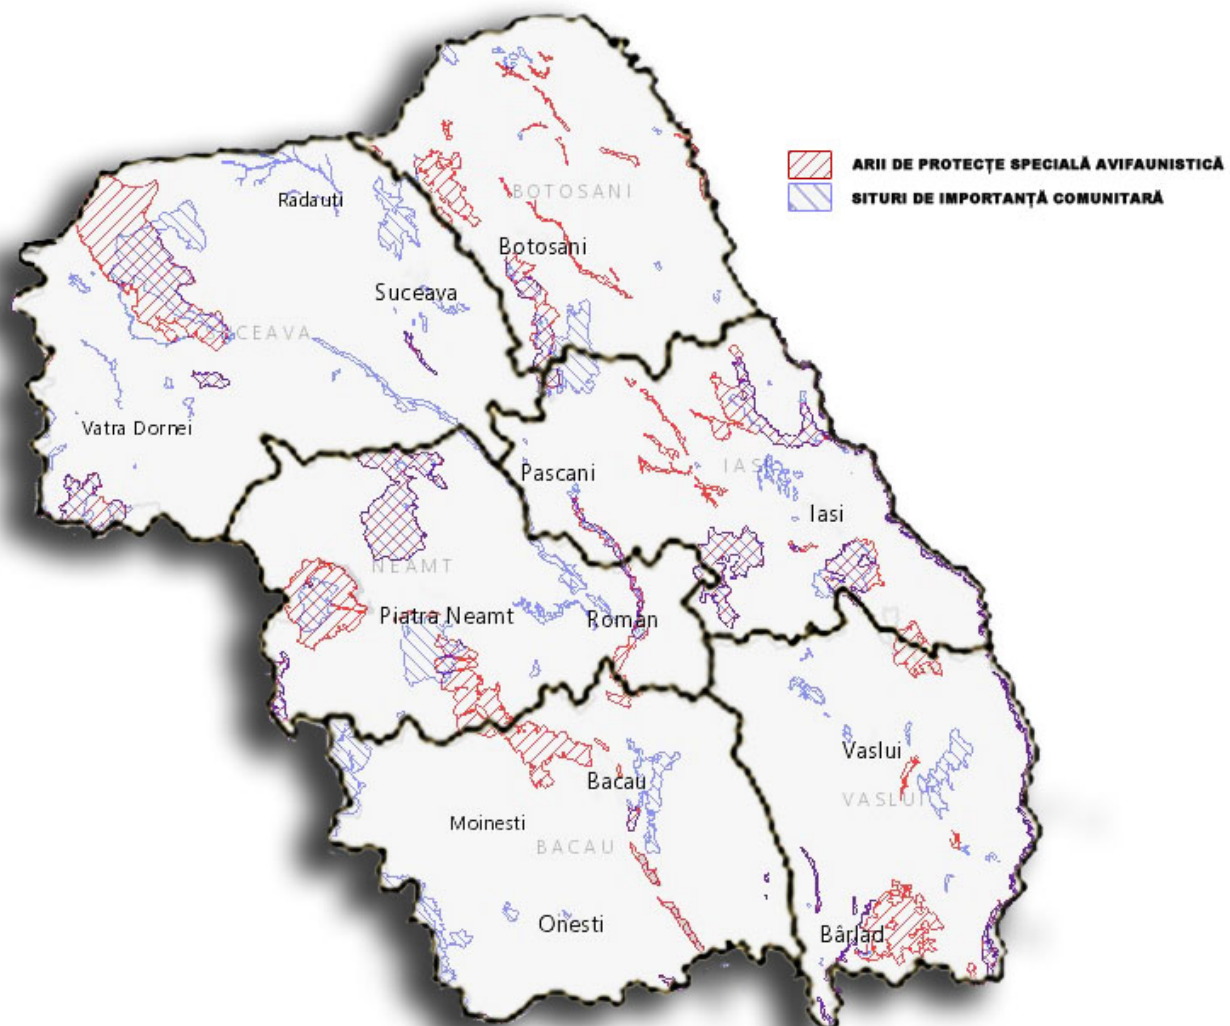 ARII DE PROTECȚE SPECIALĂ AVIFAUNISTICĂ
SITURI DE IMPORTANȚĂ COMUNITARĂ
BOTOSANI
Radauti
Botosani
Suceava
SUCEAVA
Vatra Dornei
Pascani
IASI
Iasi
NEAMT
Piatra Neamt
Roman
Vaslui
Bacau
VASLUI
Moinesti
BACAU
Onesti
Bârlad